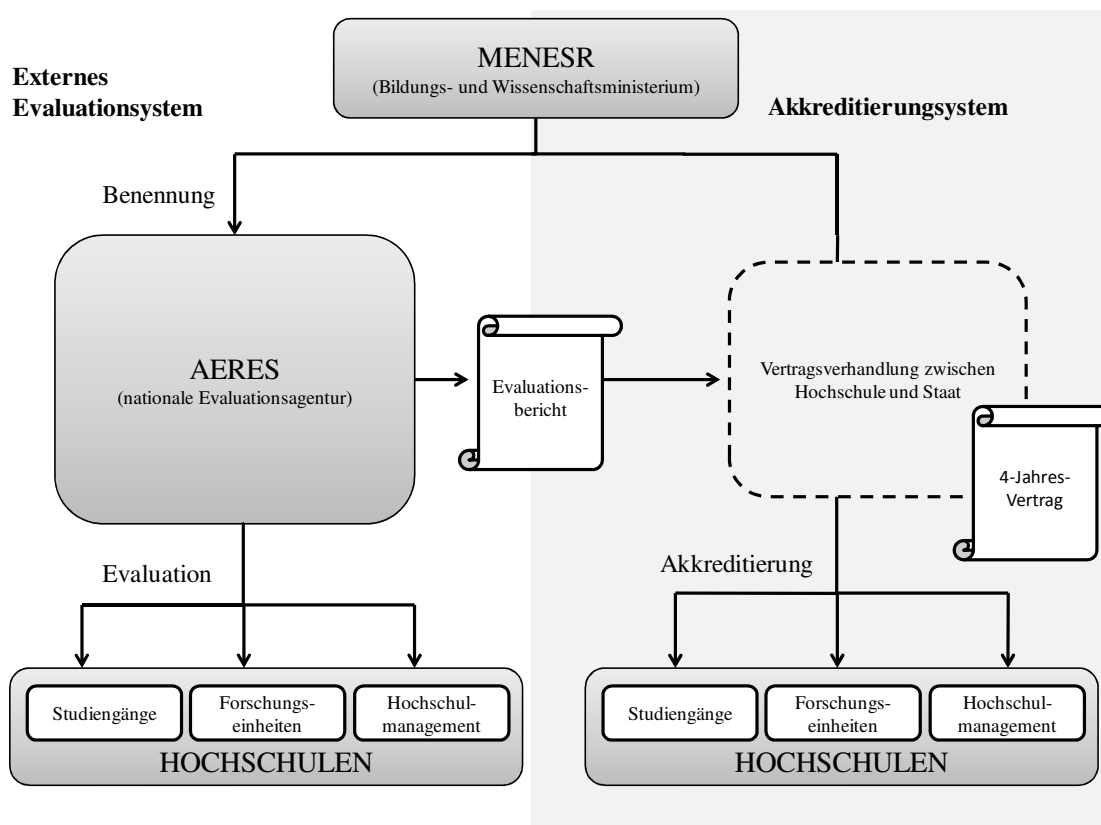 MENESR
(Bildungs- und Wissenschaftsministerium)
Externes
Evaluationsystem
Akkreditierungsystem
Benennung
AERES
(nationale Evaluationsagentur)
Evaluations-
bericht
Vertragsverhandlung zwischen
Hochschule und Staat
4-Jahres-
Vertrag
Evaluation
Akkreditierung
Studiengänge
Forschungs-
einheiten
Hochschul-
management
HOCHSCHULEN
Studiengänge
Forschungs-
einheiten
Hochschul-
management
HOCHSCHULEN